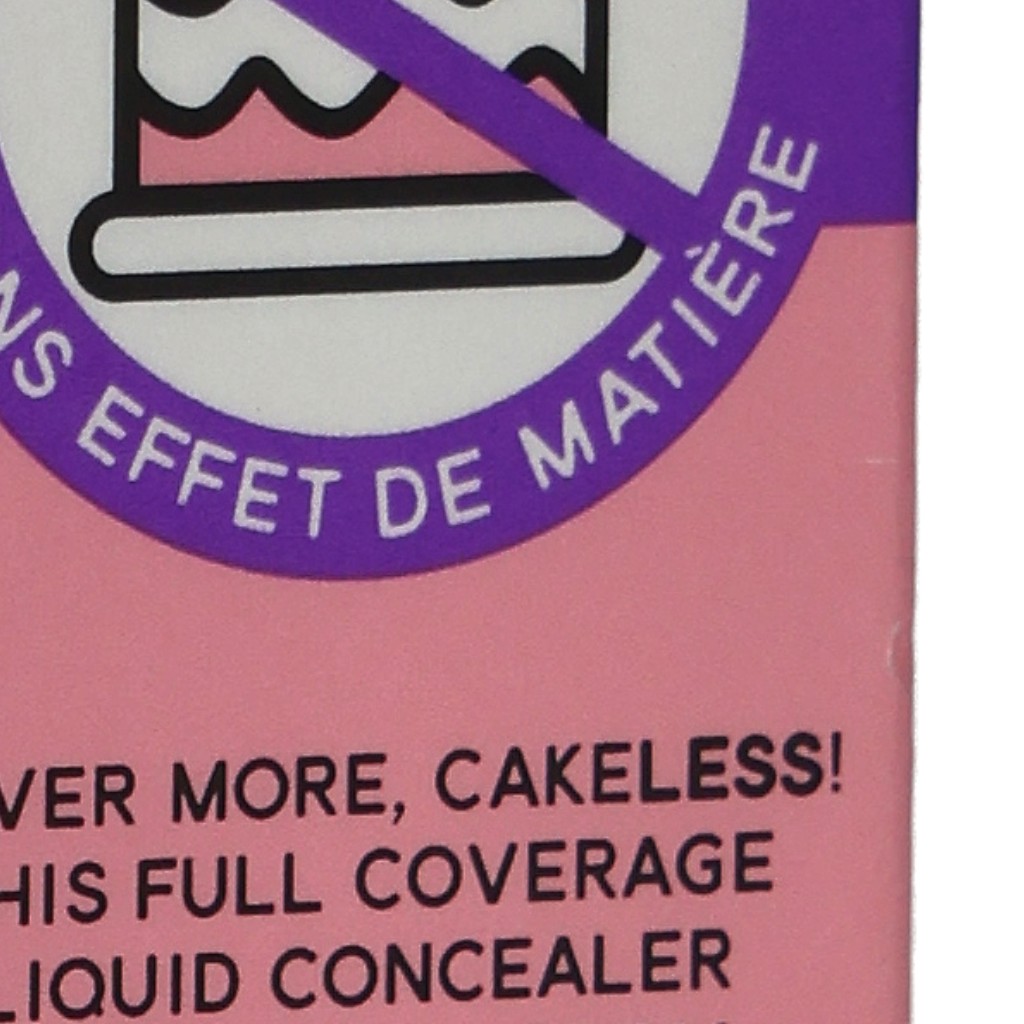 NS EFFET DE MATIÈRE
VER MORE, CAKELESS!
HIS FULL COVERAGE
LIQUID CONCEALER